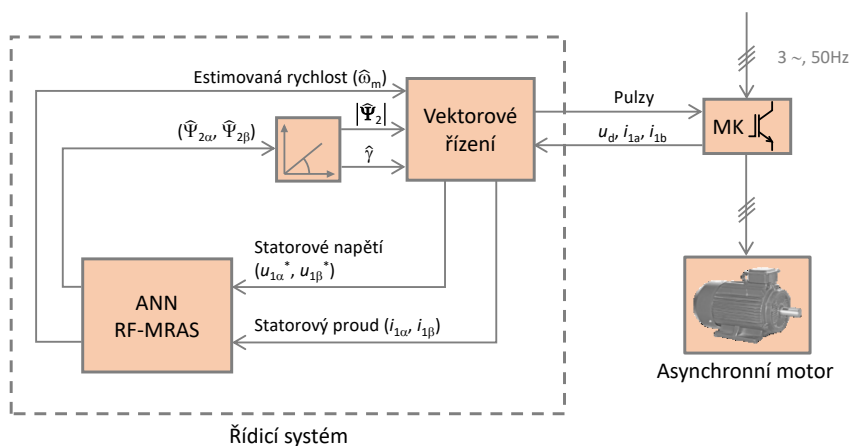 3 ~, 50Hz
Estimovaná rychlost (ω̂m)
Pulzy
|Ψ̂2|
Vektorové
řízení
MK
(Ψ̂2α, Ψ̂2β)
ud, i1a, i1b
γ̂
Statorové napětí
(u1α*, u1β*)
ANN
RF-MRAS
Statorový proud (i1α, i1β)
Asynchronní motor
Řídicí systém